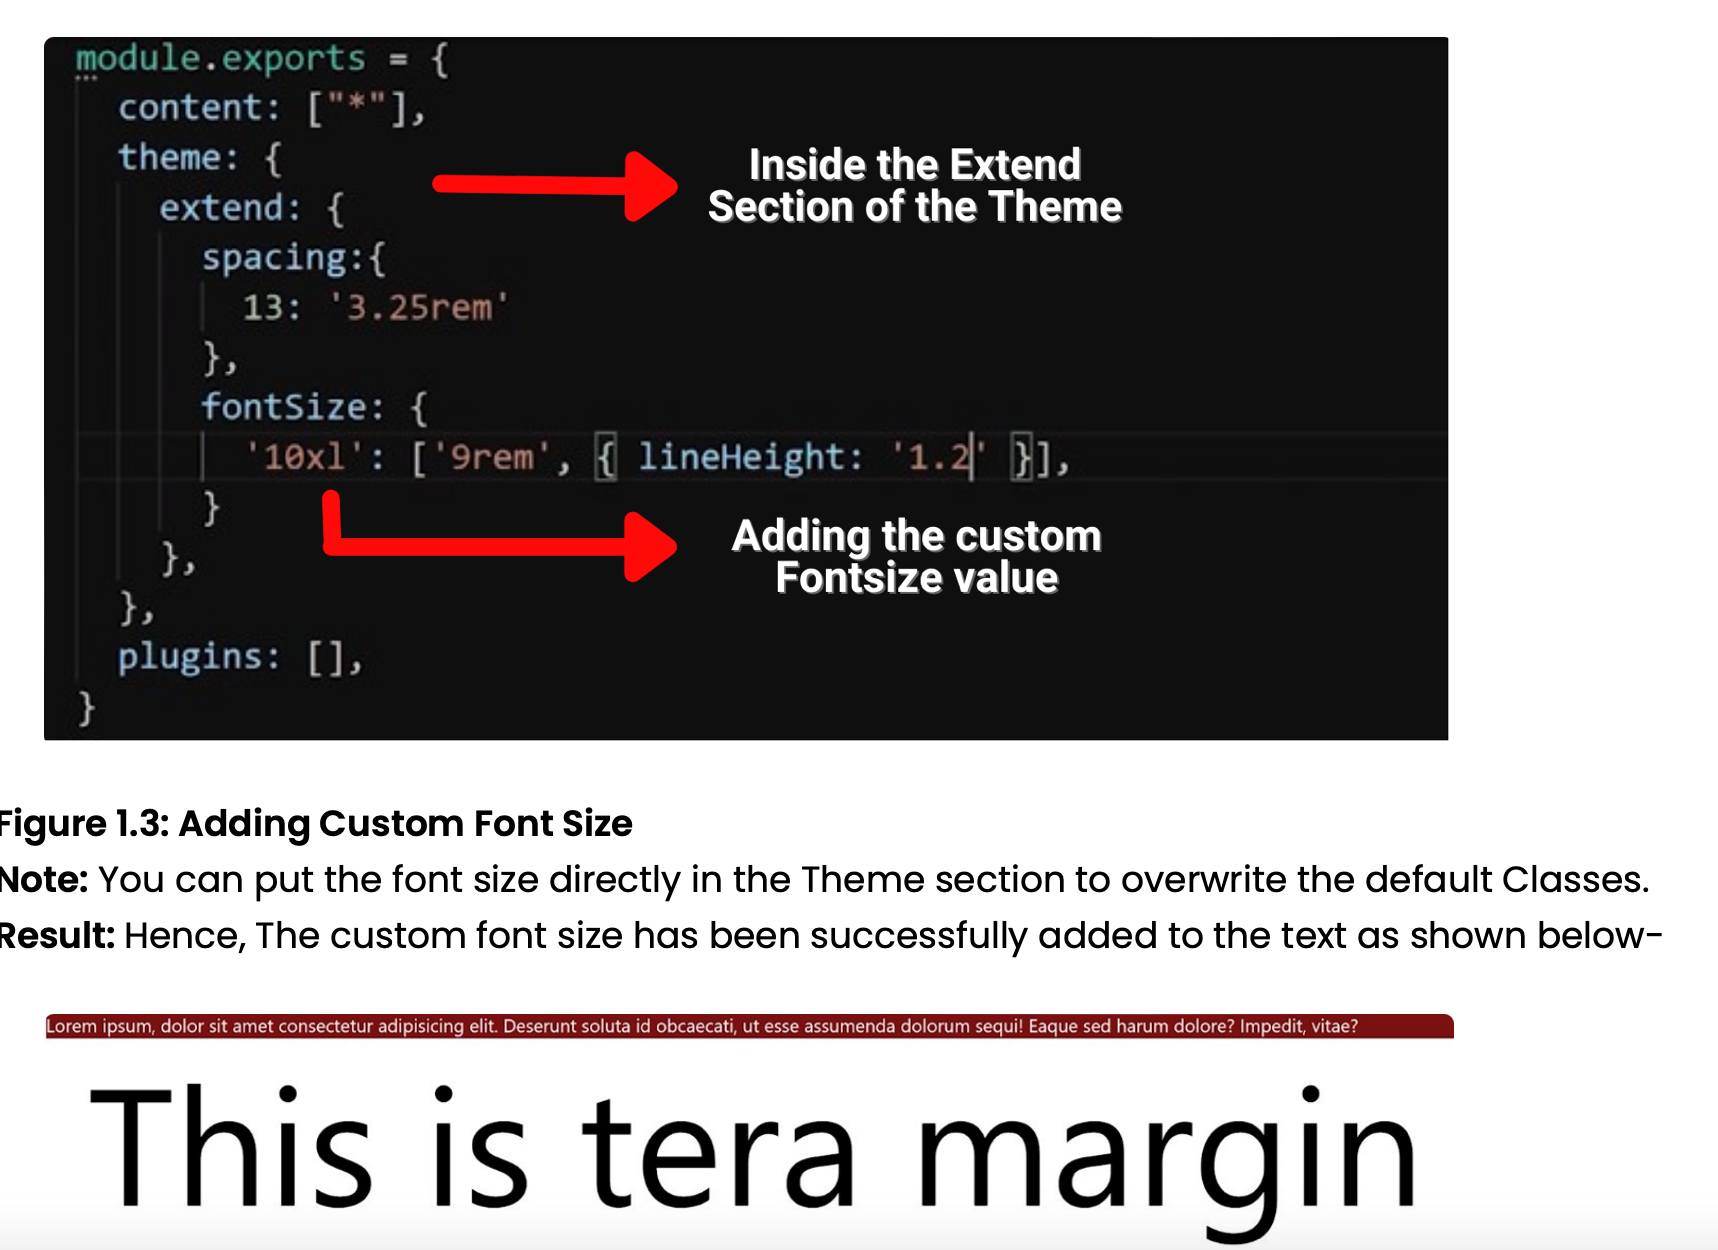 module.exports = {
content: ["*"],
theme: {
Inside the Extend
Section of the Theme
extend: {
spacing:{
13: '3.25rem'
},
fontSize: {
'10xl': ['9rem', { lineHeight: '1.2' }],
}
Adding the custom
Fontsize value
},
},
plugins: [],
}
Figure 1.3: Adding Custom Font Size
Note: You can put the font size directly in the Theme section to overwrite the default Classes.
Result: Hence, The custom font size has been successfully added to the text as shown below-
Lorem ipsum, dolor sit amet consectetur adipisicing elit. Deserunt soluta id obcaecati, ut esse assumenda dolorum sequi! Eaque sed harum dolore? Impedit, vitae?
This is tera margin